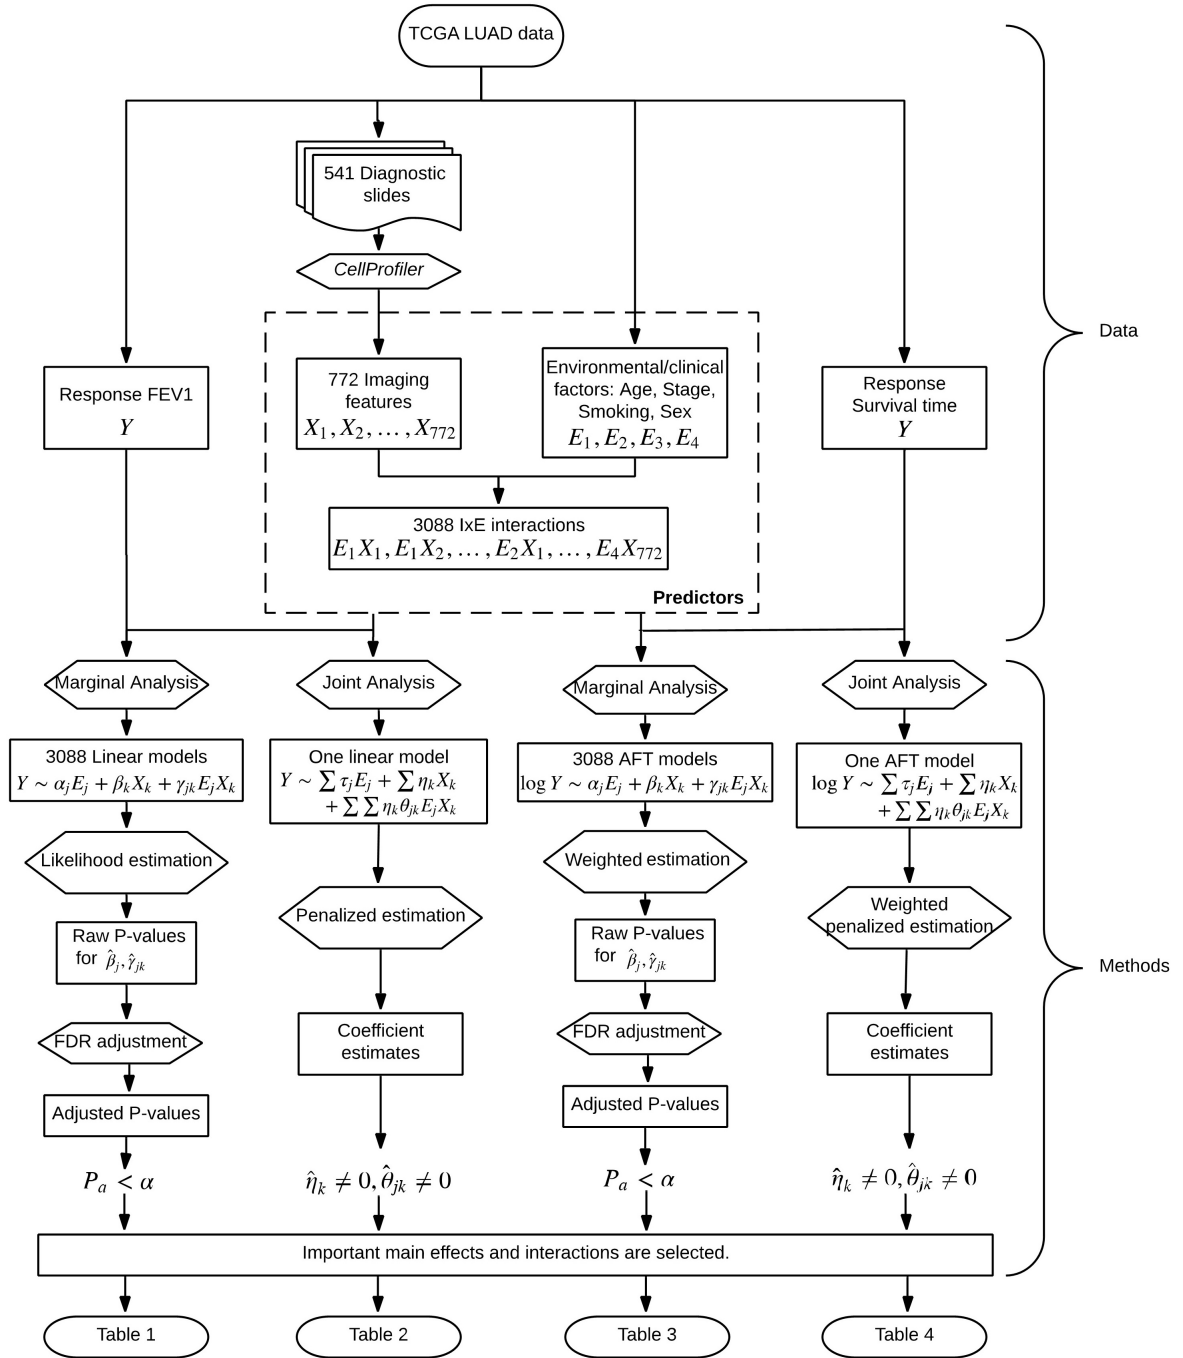 TCGA LUAD data
541 Diagnostic
slides
CellProfiler
Data
Response FEV1
Y
772 Imaging
features
X₁, X₂, …, X₇₇₂
Environmental/clinical
factors: Age, Stage,
Smoking, Sex
E₁, E₂, E₃, E₄
Response
Survival time
Y
3088 IxE interactions
E₁X₁, E₁X₂, …, E₂X₁, …, E₄X₇₇₂
Predictors
Marginal Analysis
Joint Analysis
Marginal Analysis
Joint Analysis
3088 Linear models
Y ∼ αⱼEⱼ + βₖXₖ + γⱼₖEⱼXₖ
One linear model
Y ∼ ∑ τⱼEⱼ + ∑ ηₖXₖ
+ ∑ ∑ ηₖθⱼₖEⱼXₖ
3088 AFT models
log Y ∼ αⱼEⱼ + βₖXₖ + γⱼₖEⱼXₖ
One AFT model
log Y ∼ ∑ τⱼEⱼ + ∑ ηₖXₖ
+ ∑ ∑ ηₖθⱼₖEⱼXₖ
Likelihood estimation
Penalized estimation
Weighted estimation
Weighted
penalized estimation
Methods
Raw P-values
for β̂ⱼ, γ̂ⱼₖ
Raw P-values
for β̂ⱼ, γ̂ⱼₖ
FDR adjustment
Coefficient
estimates
FDR adjustment
Coefficient
estimates
Adjusted P-values
Adjusted P-values
Pₐ < α
η̂ₖ ≠ 0, θ̂ⱼₖ ≠ 0
Pₐ < α
η̂ₖ ≠ 0, θ̂ⱼₖ ≠ 0
Important main effects and interactions are selected.
Table 1
Table 2
Table 3
Table 4